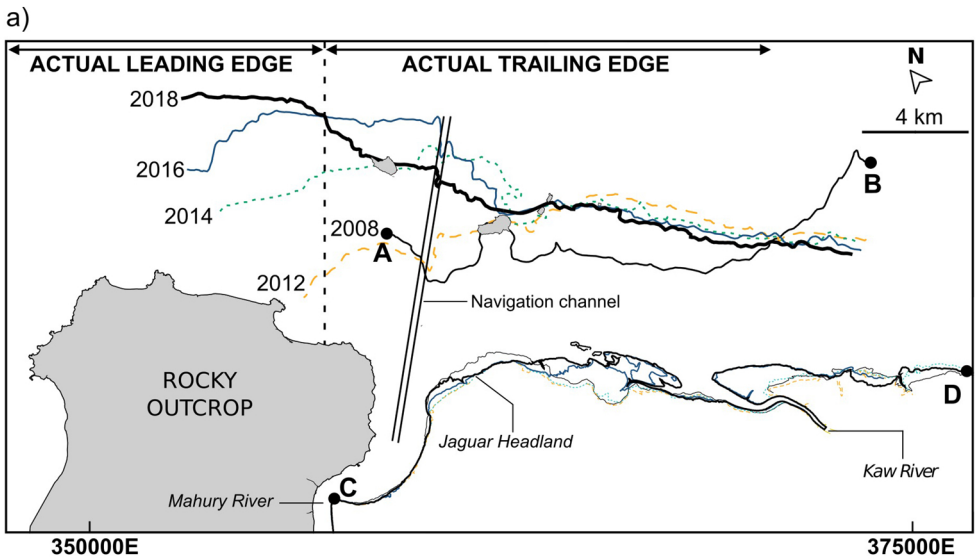 a)
ACTUAL LEADING EDGE
ACTUAL TRAILING EDGE
N
4 km
2018
2016
2014
2008
A
B
2012
Navigation channel
ROCKY
OUTCROP
Jaguar Headland
D
Kaw River
C
Mahury River
350000E
375000E